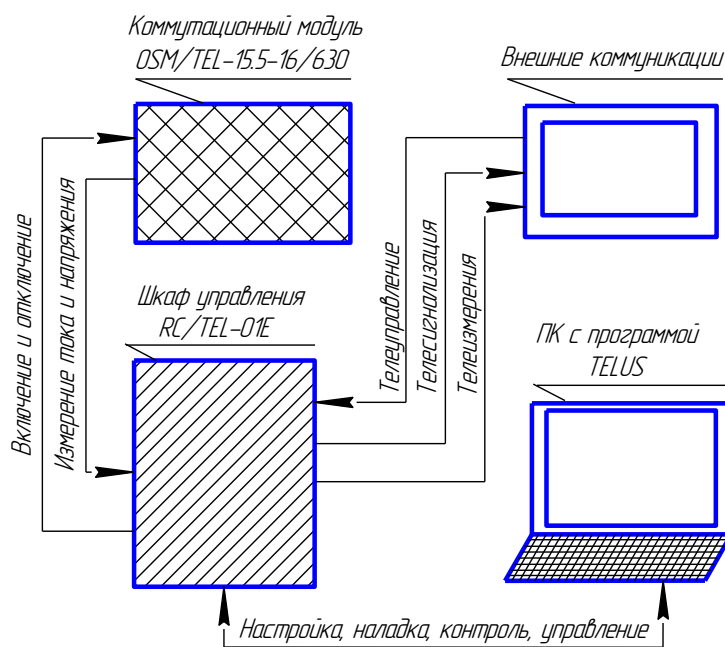 Коммутационный модуль
OSM/TEL-15.5-16/630
Внешние коммуникации
Включение и отключение
Измерение тока и напряжения
Телеуправление
Телесигнализация
Телеизмерения
Шкаф управления
RC/TEL-01E
ПК с программой
TELUS
Настройка, наладка, контроль, управление